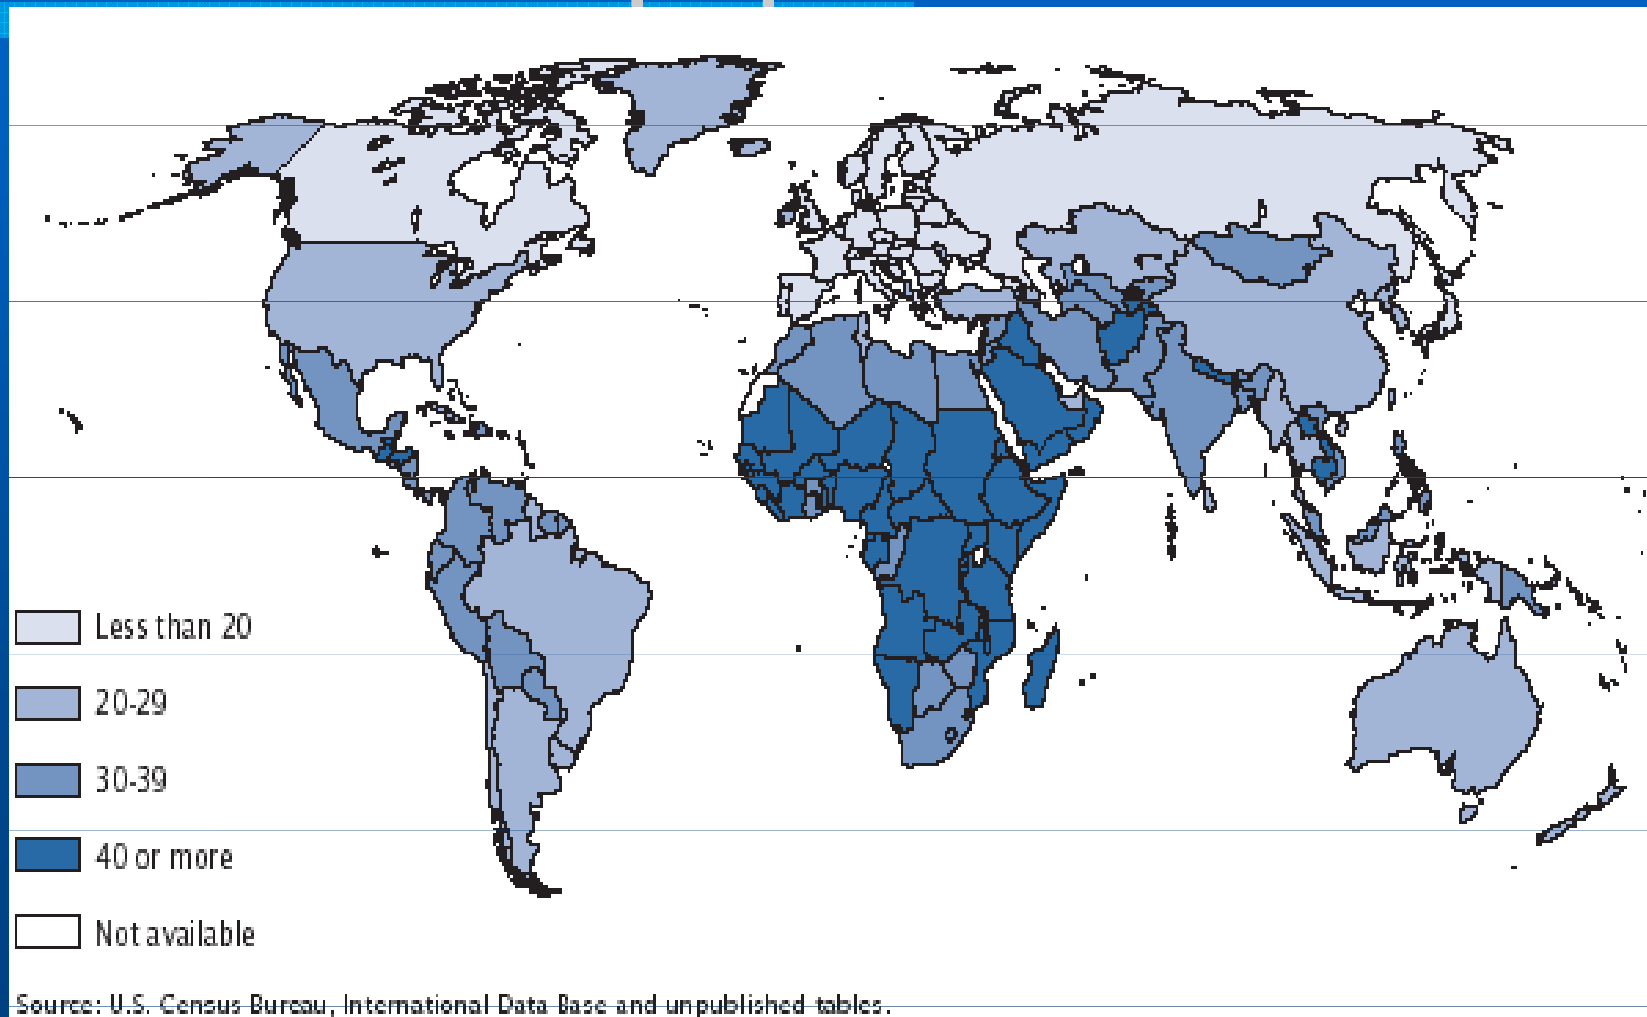 Less than 20
20-29
30-39
40 or more
Not available
Source: U.S. Census Bureau, International Data Base and unpublished tables.